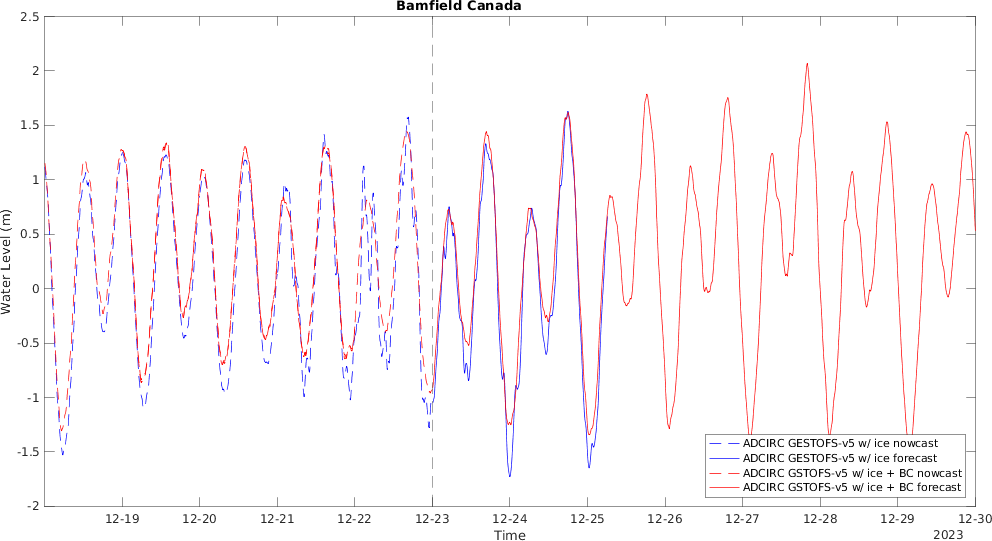 Bamfield Canada
2.5
2
1.5
1
0.5
0
-0.5
-1
-1.5
-2
Water Level (m)
12-19 12-20 12-21 12-22 12-23 12-24 12-25 12-26 12-27 12-28 12-29 12-30
Time
2023
ADCIRC GESTOFS-v5 w/ ice nowcast
ADCIRC GESTOFS-v5 w/ ice forecast
ADCIRC GSTOFS-v5 w/ ice + BC nowcast
ADCIRC GSTOFS-v5 w/ ice + BC forecast